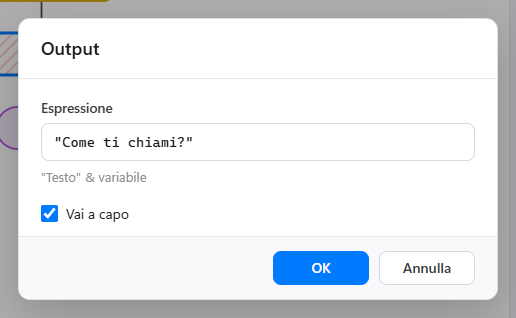 Output
Espressione
"Come ti chiami?"
"Testo" & variabile
Vai a capo
OK
Annulla